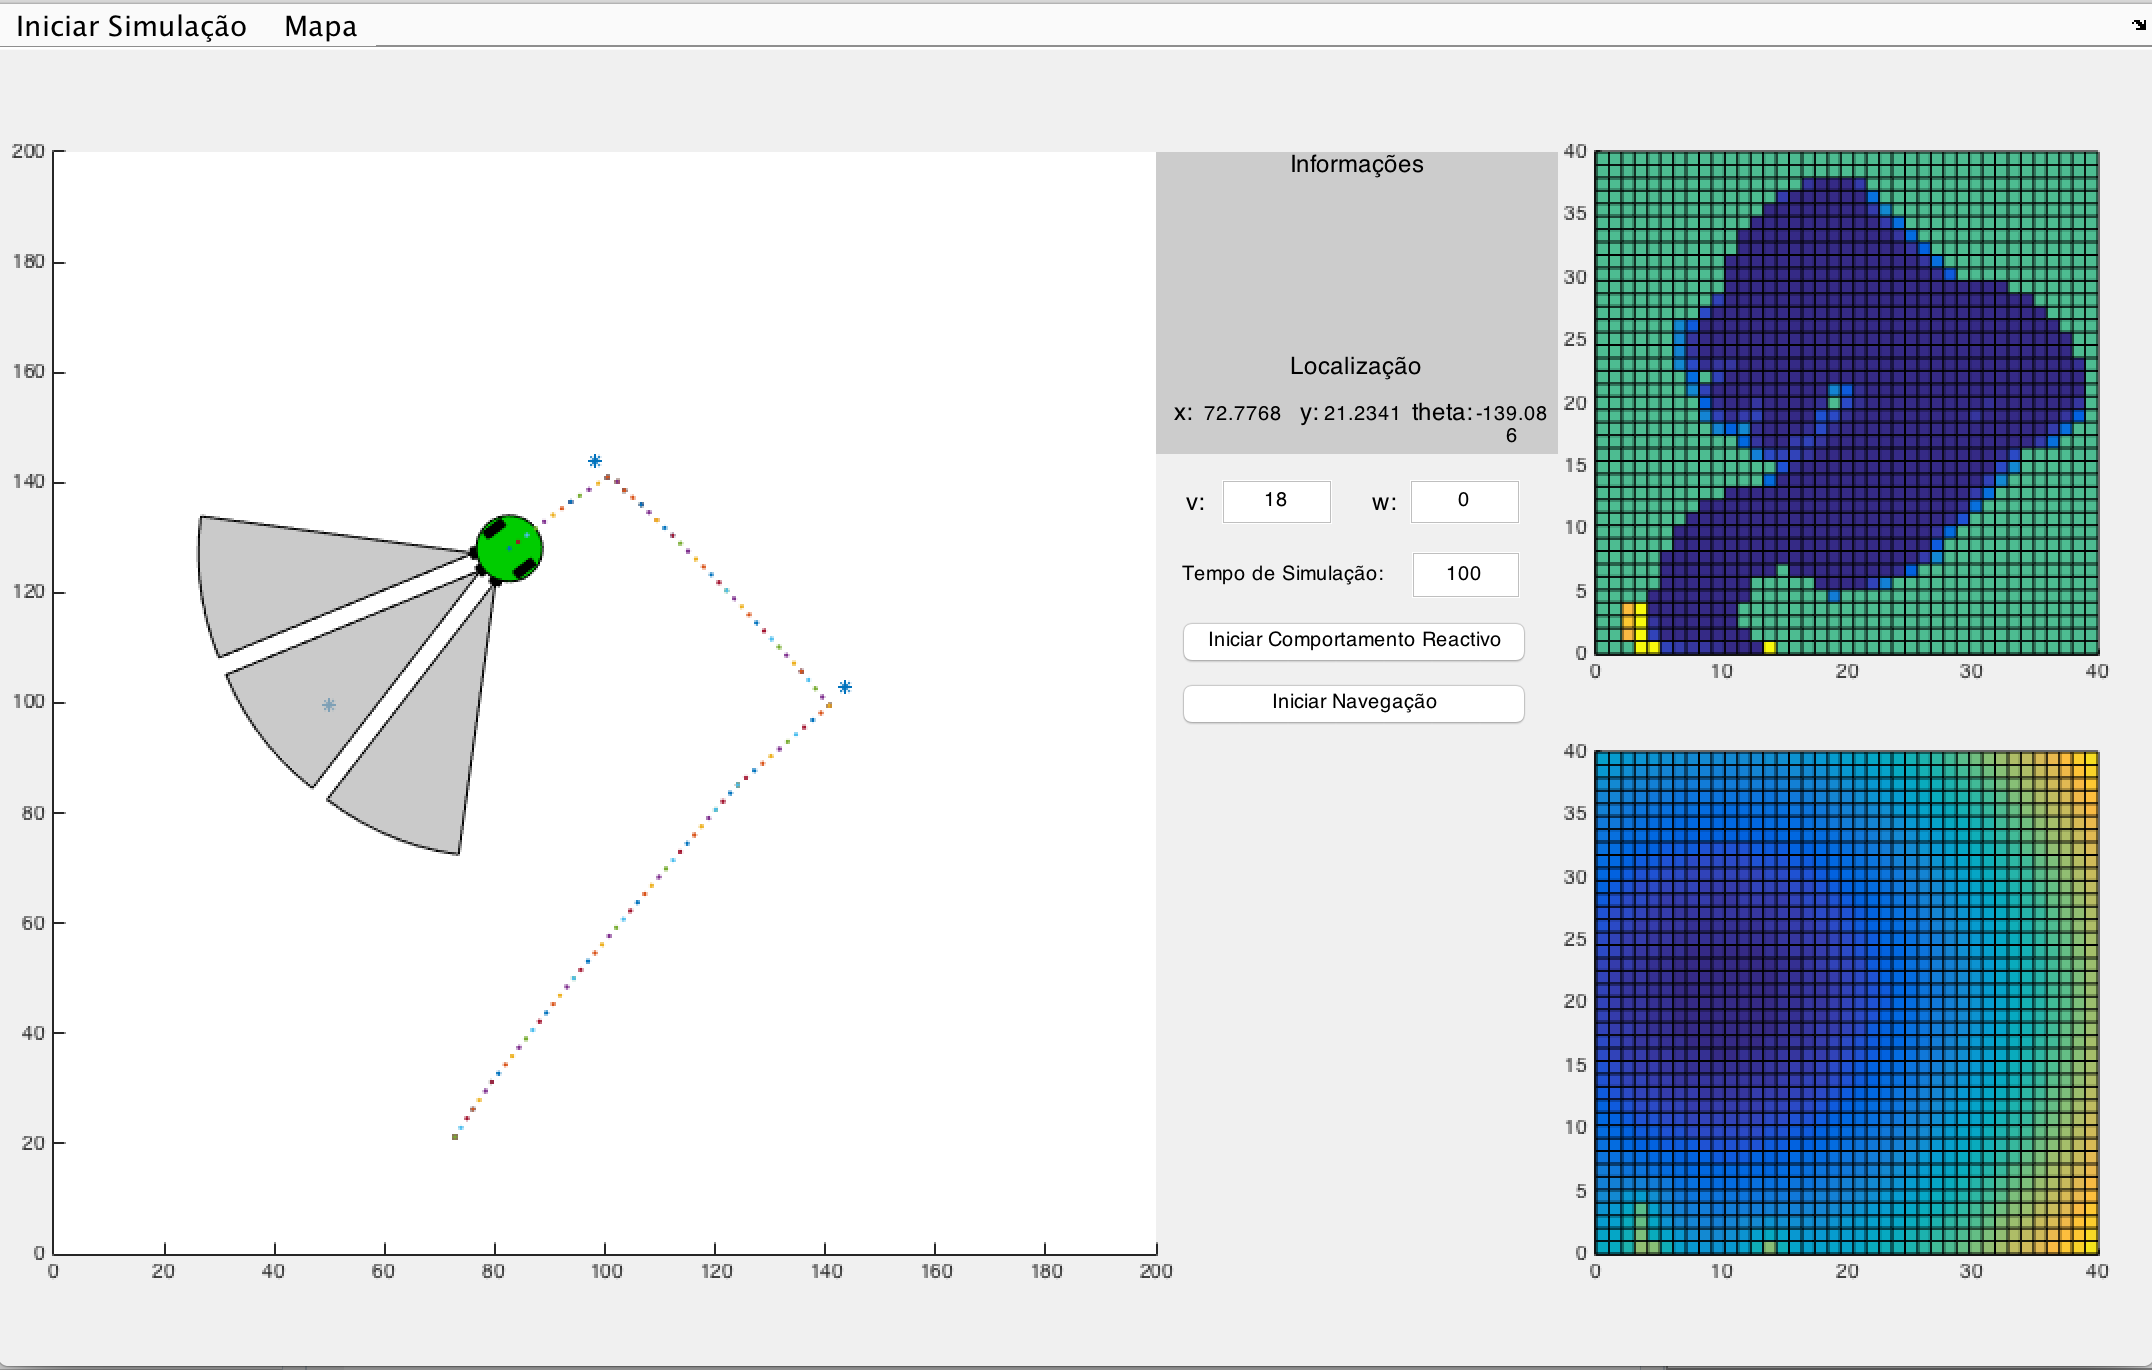 Iniciar Simulação Mapa
200
180
160
140
120
100
80
60
40
20
0
0 20 40 60 80 100 120 140 160 180 200
Informações
Localização
x: 72.7768 y: 21.2341 theta: -139.08
6
v: 18 w: 0
Tempo de Simulação: 100
Iniciar Comportamento Reactivo
Iniciar Navegação
40
35
30
25
20
15
10
5
0
0 10 20 30 40
40
35
30
25
20
15
10
5
0
0 10 20 30 40